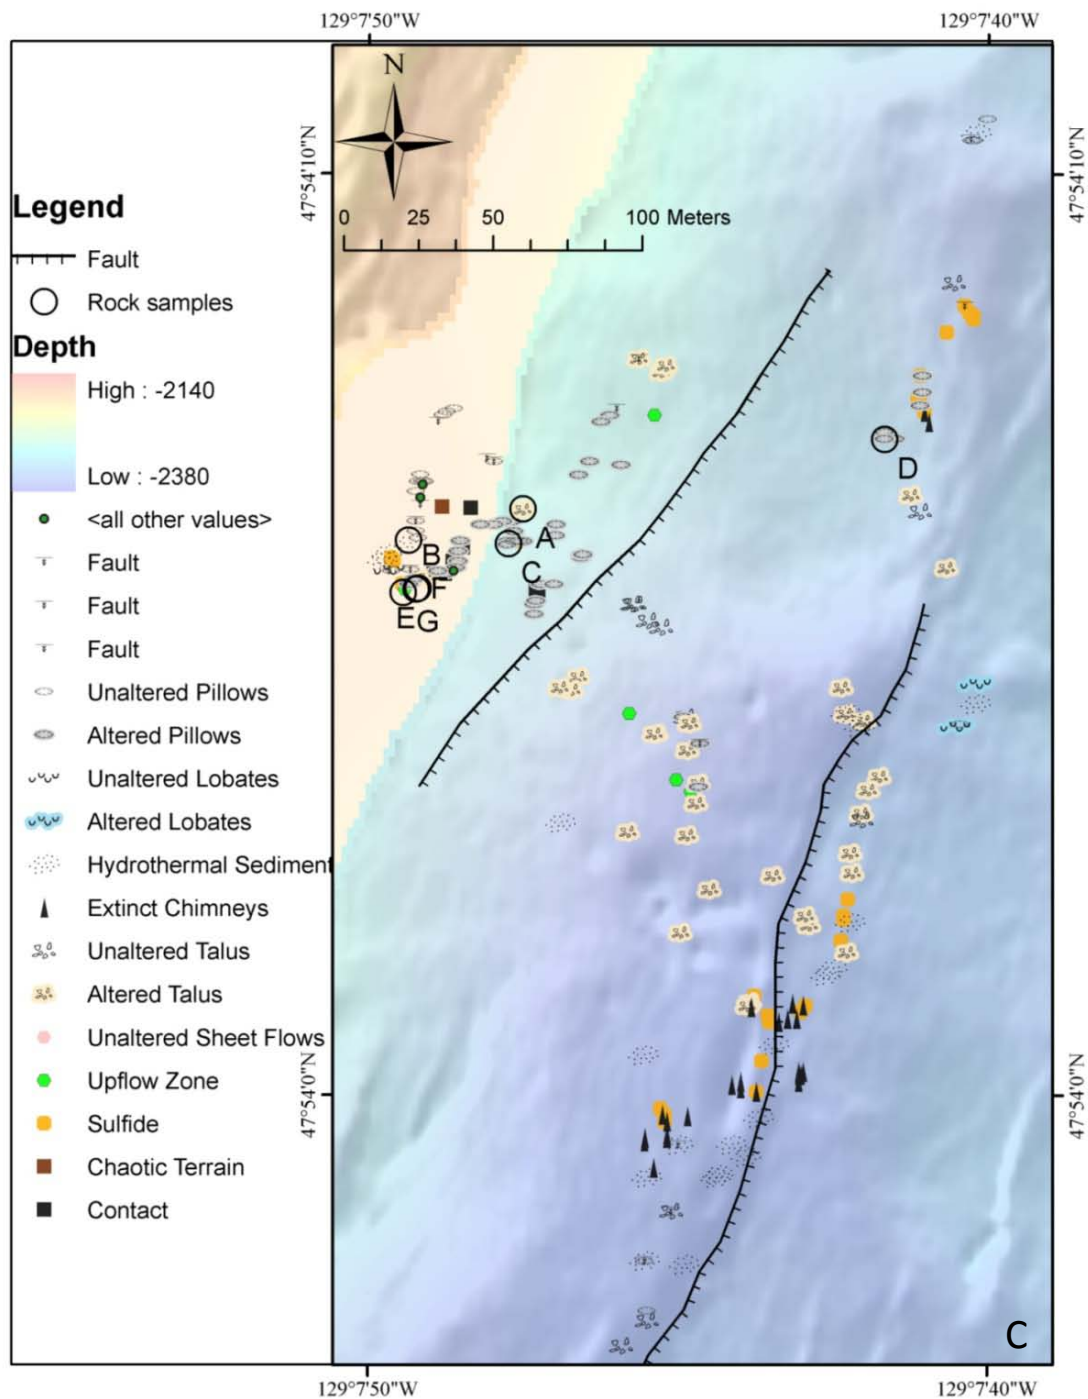 129°7'50"W 129°7'40"W
N
47°54'10"N 47°54'10"N
0 25 50 100 Meters
Legend
Fault
Rock samples
Depth
High : -2140
Low : -2380
<all other values>
Fault
Fault
Fault
Unaltered Pillows
Altered Pillows
Unaltered Lobates
Altered Lobates
Hydrothermal Sediment
Extinct Chimneys
Unaltered Talus
Altered Talus
Unaltered Sheet Flows
Upflow Zone
Sulfide
Chaotic Terrain
Contact
D
A
B
C
F
E G
47°54'0"N 47°54'0"N
C
129°7'50"W 129°7'40"W